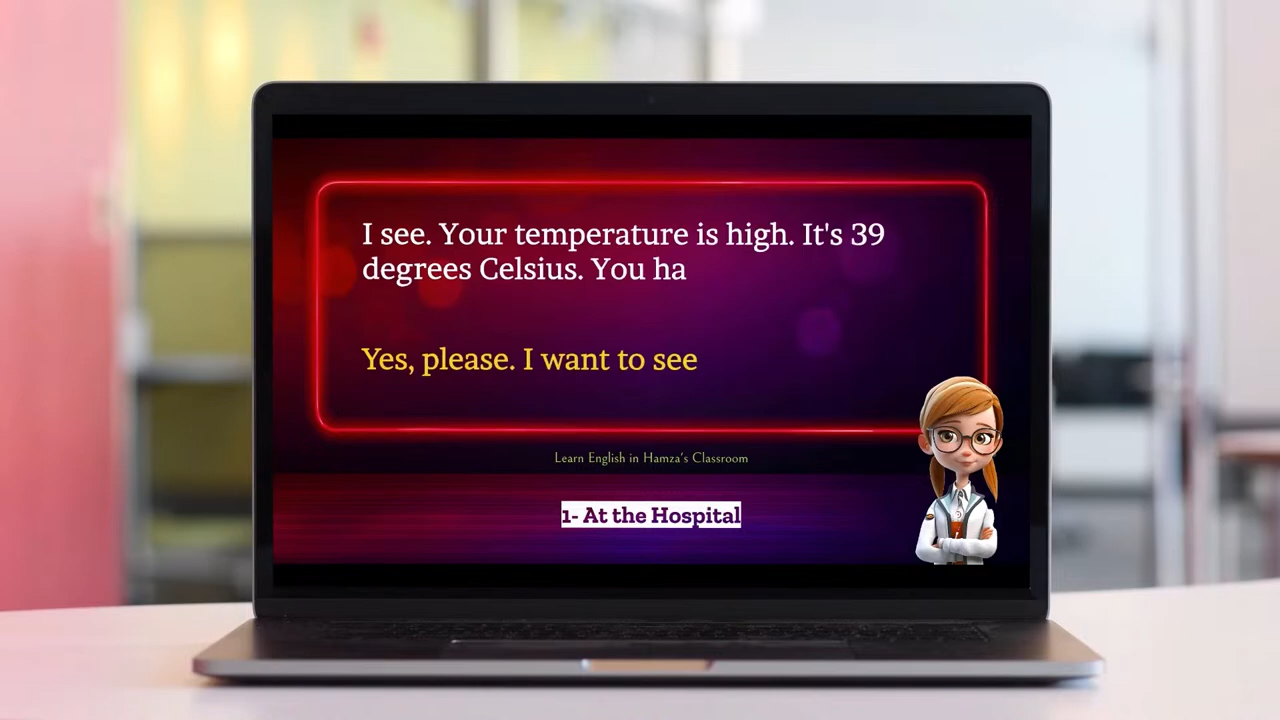 I see. Your temperature is high. It's 39
degrees Celsius. You ha
Yes, please. I want to see
Learn English in Hamza's Classroom
1- At the Hospital